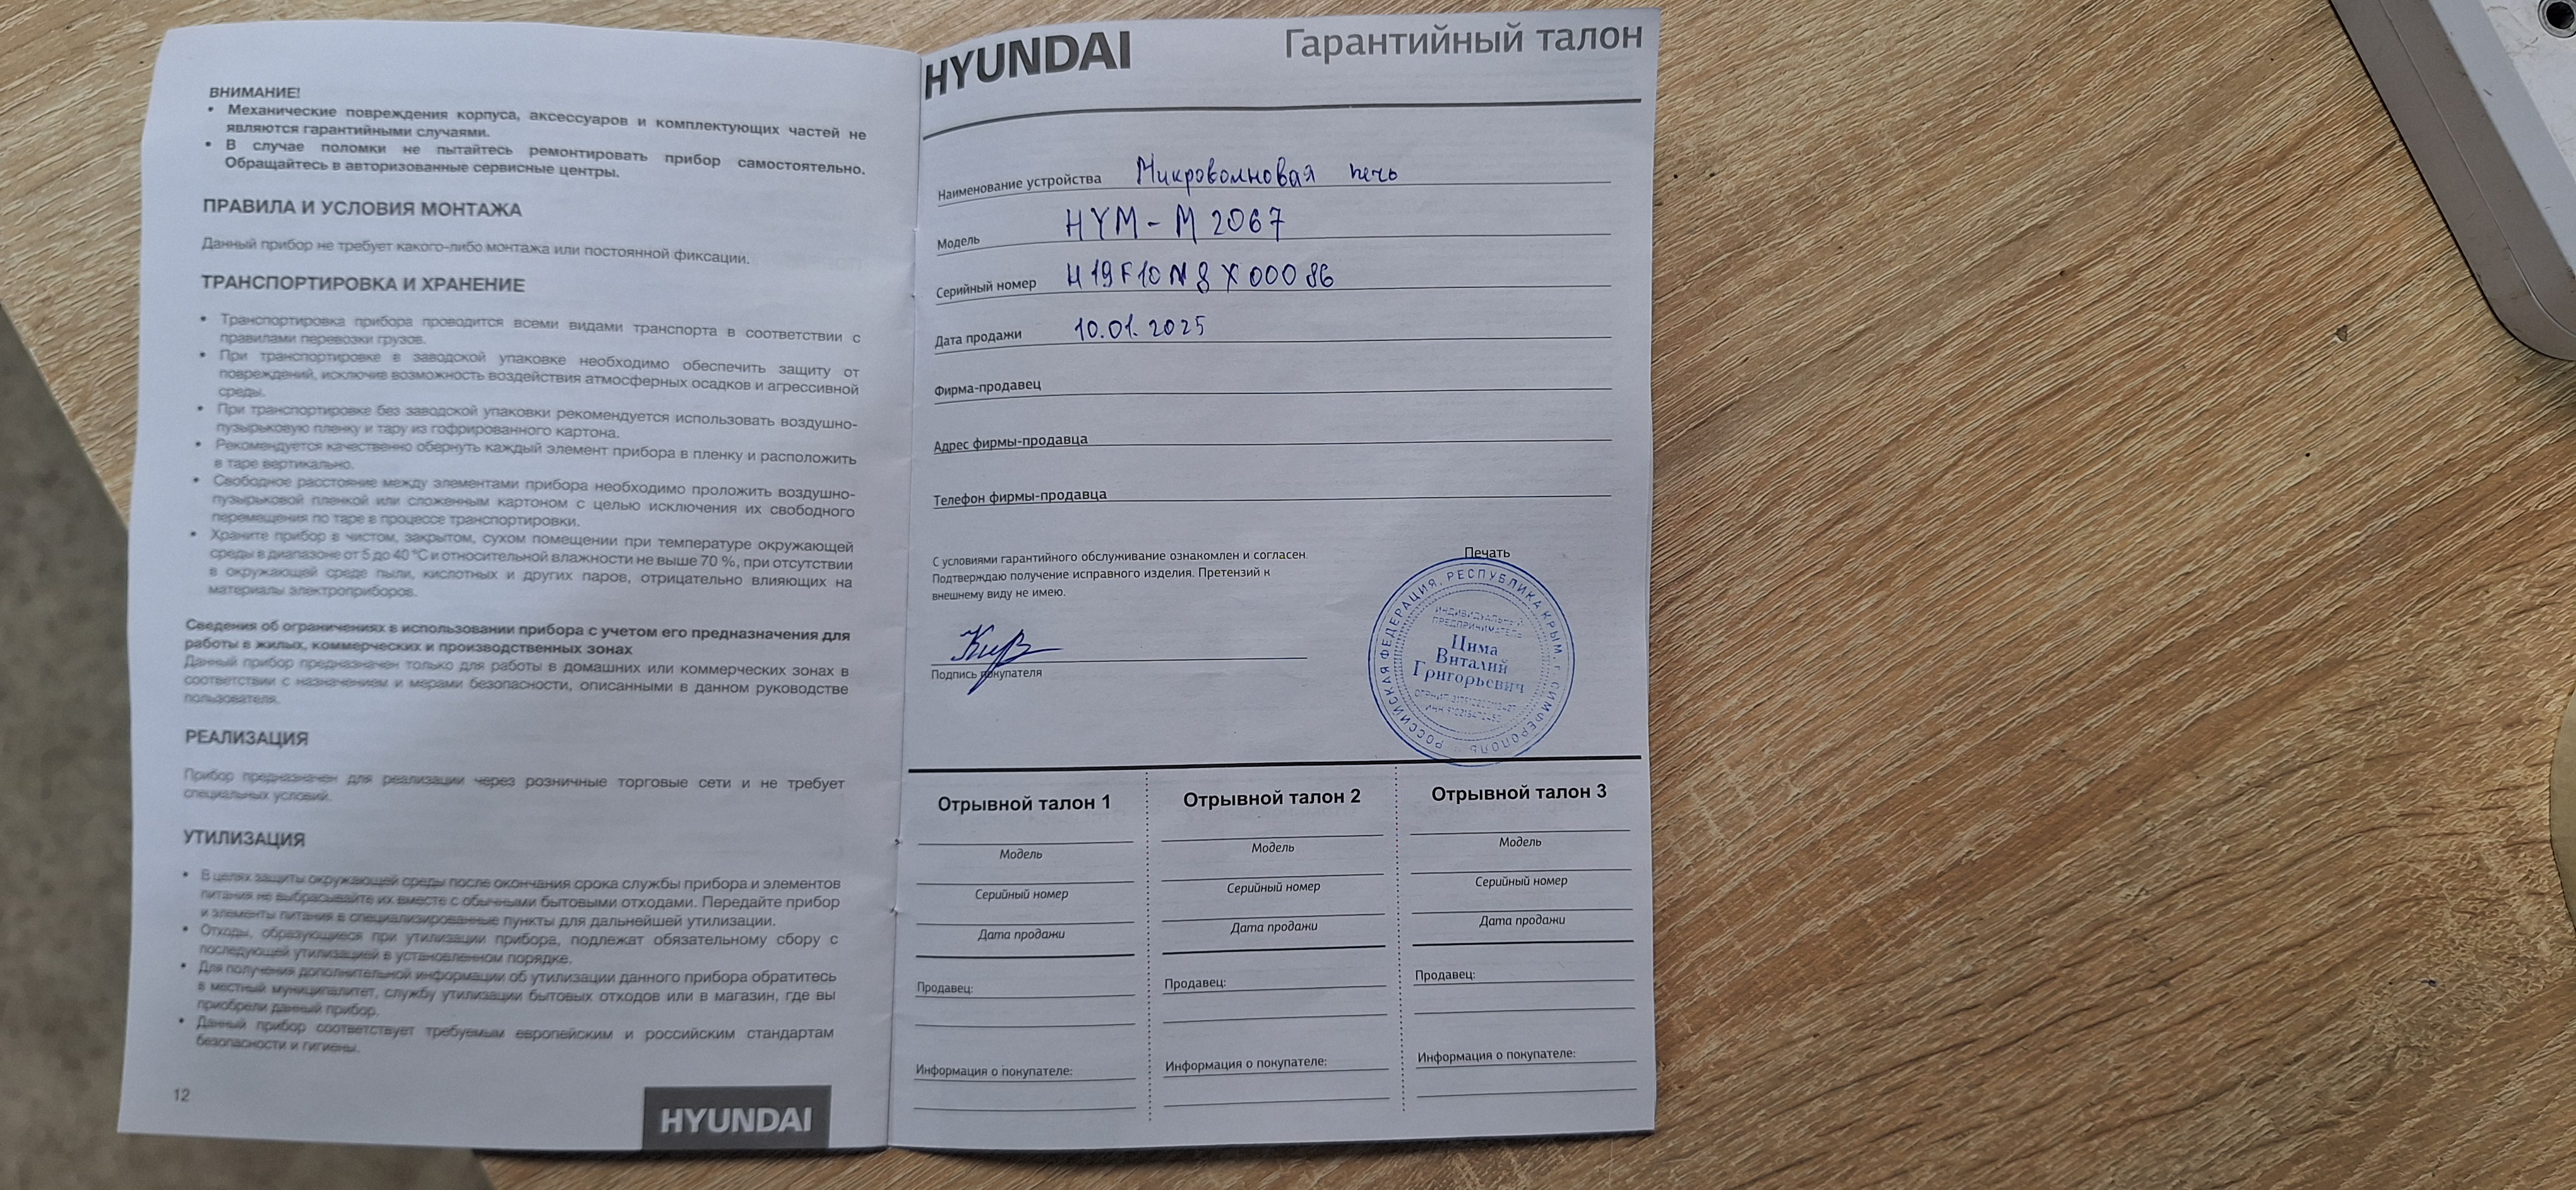 ВНИМАНИЕ!
• Механические повреждения корпуса, аксессуаров и комплектующих частей не
являются гарантийными случаями.
• В случае поломки не пытайтесь ремонтировать прибор самостоятельно.
Обращайтесь в авторизованные сервисные центры.
ПРАВИЛА И УСЛОВИЯ МОНТАЖА
Данный прибор не требует какого-либо монтажа или постоянной фиксации.
ТРАНСПОРТИРОВКА И ХРАНЕНИЕ
• Транспортировка прибора проводится всеми видами транспорта в соответствии с
правилами перевозки грузов.
• При транспортировке в заводской упаковке необходимо обеспечить защиту от
повреждений, исключив возможность воздействия атмосферных осадков и агрессивной
среды.
• При транспортировке без заводской упаковки рекомендуется использовать воздушно-
пузырьковую пленку и тару из гофрированного картона.
• Рекомендуется качественно обернуть каждый элемент прибора в пленку и расположить
в таре вертикально.
• Свободное расстояние между элементами прибора необходимо проложить воздушно-
пузырьковой пленкой или сложенным картоном с целью исключения их свободного
перемещения по таре в процессе транспортировки.
• Храните прибор в чистом, закрытом, сухом помещении при температуре окружающей
среды в диапазоне от 5 до 40 °C и относительной влажности не выше 70 %, при отсутствии
в окружающей среде пыли, кислотных и других паров, отрицательно влияющих на
материалы электроприборов.
Сведения об ограничениях в использовании прибора с учетом его предназначения для
работы в жилых, коммерческих и производственных зонах
Данный прибор предназначен только для работы в домашних или коммерческих зонах в
соответствии с назначением и мерами безопасности, описанными в данном руководстве
пользователя.
РЕАЛИЗАЦИЯ
Прибор предназначен для реализации через розничные торговые сети и не требует
специальных условий.
УТИЛИЗАЦИЯ
• В целях защиты окружающей среды после окончания срока службы прибора и элементов
питания не выбрасывайте их вместе с обычными бытовыми отходами. Передайте прибор
и элементы питания в специализированные пункты для дальнейшей утилизации.
• Отходы, образующиеся при утилизации прибора, подлежат обязательному сбору с
последующей утилизацией в установленном порядке.
• Для получения дополнительной информации об утилизации данного прибора обратитесь
в местный муниципалитет, службу утилизации бытовых отходов или в магазин, где вы
приобрели данный прибор.
• Данный прибор соответствует требуемым европейским и российским стандартам
безопасности и гигиены.
12
HYUNDAI
HYUNDAI Гарантийный талон
Наименование устройства Микроволновая печь
Модель HYM-M2067
Серийный номер H19F10N8X00086
Дата продажи 10.01.2025
Фирма-продавец
Адрес фирмы-продавца
Телефон фирмы-продавца
С условиями гарантийного обслуживание ознакомлен и согласен.
Подтверждаю получение исправного изделия. Претензий к
внешнему виду не имею.
Подпись покупателя
Печать
РОССИЙСКАЯ ФЕДЕРАЦИЯ, РЕСПУБЛИКА КРЫМ, г. СИМФЕРОПОЛЬ
ИНДИВИДУАЛЬНЫЙ
ПРЕДПРИНИМАТЕЛЬ
Цима
Виталий
Григорьевич
ОГРНИП
ИНН
Отрывной талон 1
Модель
Серийный номер
Дата продажи
Продавец:
Информация о покупателе:
Отрывной талон 2
Модель
Серийный номер
Дата продажи
Продавец:
Информация о покупателе:
Отрывной талон 3
Модель
Серийный номер
Дата продажи
Продавец:
Информация о покупателе: